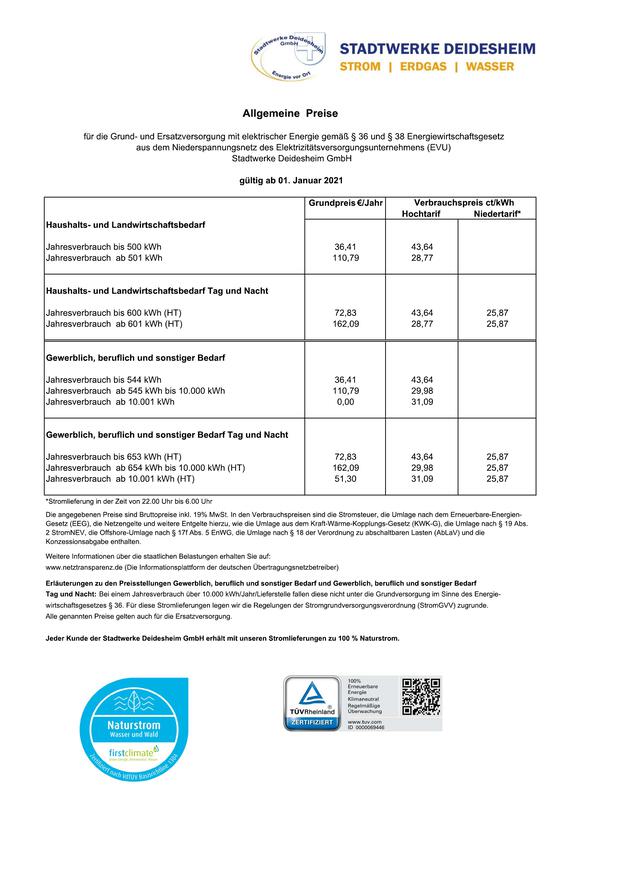 Stadtwerke Deidesheim
GmbH
Energie vor Ort
STADTWERKE DEIDESHEIM
STROM | ERDGAS | WASSER
Allgemeine Preise
für die Grund- und Ersatzversorgung mit elektrischer Energie gemäß § 36 und § 38 Energiewirtschaftsgesetz
aus dem Niederspannungsnetz des Elektrizitätsversorgungsunternehmens (EVU)
Stadtwerke Deidesheim GmbH
gültig ab 01. Januar 2021
Grundpreis €/Jahr Verbrauchspreis ct/kWh
Hochtarif Niedertarif*
Haushalts- und Landwirtschaftsbedarf
Jahresverbrauch bis 500 kWh 36,41 43,64
Jahresverbrauch ab 501 kWh 110,79 28,77
Haushalts- und Landwirtschaftsbedarf Tag und Nacht
Jahresverbrauch bis 600 kWh (HT) 72,83 43,64 25,87
Jahresverbrauch ab 601 kWh (HT) 162,09 28,77 25,87
Gewerblich, beruflich und sonstiger Bedarf
Jahresverbrauch bis 544 kWh 36,41 43,64
Jahresverbrauch ab 545 kWh bis 10.000 kWh 110,79 29,98
Jahresverbrauch ab 10.001 kWh 0,00 31,09
Gewerblich, beruflich und sonstiger Bedarf Tag und Nacht
Jahresverbrauch bis 653 kWh (HT) 72,83 43,64 25,87
Jahresverbrauch ab 654 kWh bis 10.000 kWh (HT) 162,09 29,98 25,87
Jahresverbrauch ab 10.001 kWh (HT) 51,30 31,09 25,87
*Stromlieferung in der Zeit von 22.00 Uhr bis 6.00 Uhr
Die angegebenen Preise sind Bruttopreise inkl. 19% MwSt. In den Verbrauchspreisen sind die Stromsteuer, die Umlage nach dem Erneuerbare-Energien-
Gesetz (EEG), die Netzengelte und weitere Entgelte hierzu, wie die Umlage aus dem Kraft-Wärme-Kopplungs-Gesetz (KWK-G), die Umlage nach § 19 Abs.
2 StromNEV, die Offshore-Umlage nach § 17f Abs. 5 EnWG, die Umlage nach § 18 der Verordnung zu abschaltbaren Lasten (AbLaV) und die
Konzessionsabgabe enthalten.
Weitere Informationen über die staatlichen Belastungen erhalten Sie auf:
www.netztransparenz.de (Die Informationsplattform der deutschen Übertragungsnetzbetreiber)
Erläuterungen zu den Preisstellungen Gewerblich, beruflich und sonstiger Bedarf und Gewerblich, beruflich und sonstiger Bedarf
Tag und Nacht: Bei einem Jahresverbrauch über 10.000 kWh/Jahr/Lieferstelle fallen diese nicht unter die Grundversorgung im Sinne des Energie-
wirtschaftsgesetzes § 36. Für diese Stromlieferungen legen wir die Regelungen der Stromgrundversorgungsverordnung (StromGVV) zugrunde.
Alle genannten Preise gelten auch für die Ersatzversorgung.
Jeder Kunde der Stadtwerke Deidesheim GmbH erhält mit unseren Stromlieferungen zu 100 % Naturstrom.
Naturstrom
Wasser und Wald
firstclimate
Zertifiziert nach VdTÜV Basisrichtlinie 1304
TÜVRheinland
ZERTIFIZIERT
100%
Erneuerbare
Energie
Klimaneutral
Regelmäßige
Überwachung
www.tuv.com
ID 0000069446